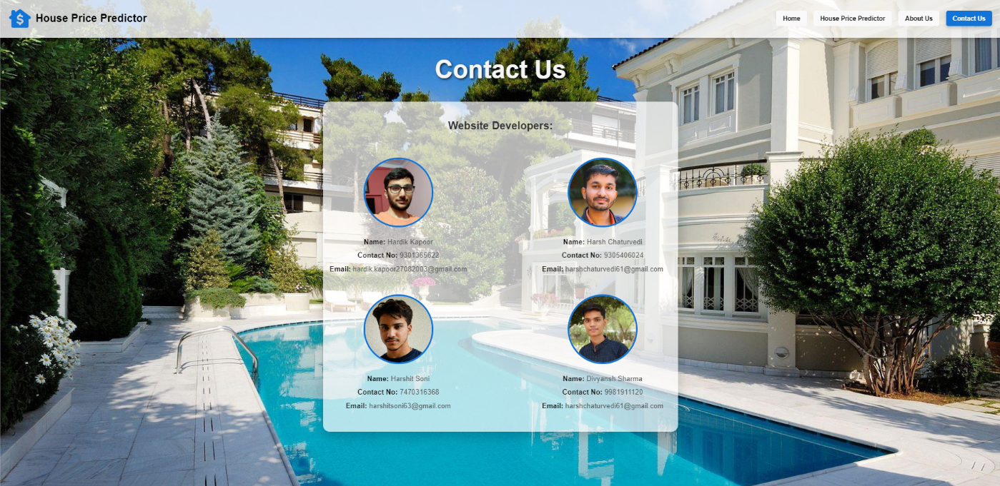 House Price Predictor
Home
House Price Predictor
About Us
Contact Us
Contact Us
Website Developers:
Name: Hardik Kapoor
Contact No: 9301365622
Email: hardik.kapoor27082003@gmail.com
Name: Harsh Chaturvedi
Contact No: 9305406024
Email: harshchaturvedi61@gmail.com
Name: Harshit Soni
Contact No: 7470316368
Email: harshitsoni63@gmail.com
Name: Divyansh Sharma
Contact No: 9981911120
Email: harshchaturvedi61@gmail.com